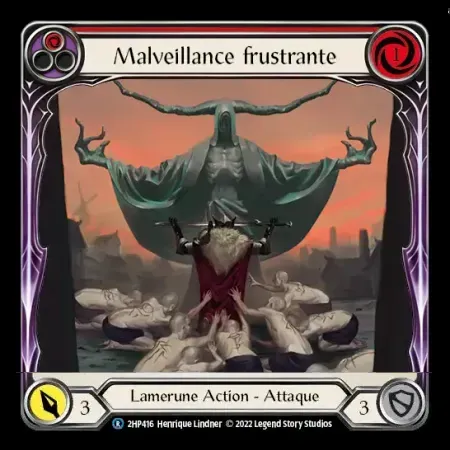 Malveillance frustrante
1
3
Lamerune Action - Attaque
3
R 2HP416 Henrique Lindner © 2022 Legend Story Studios